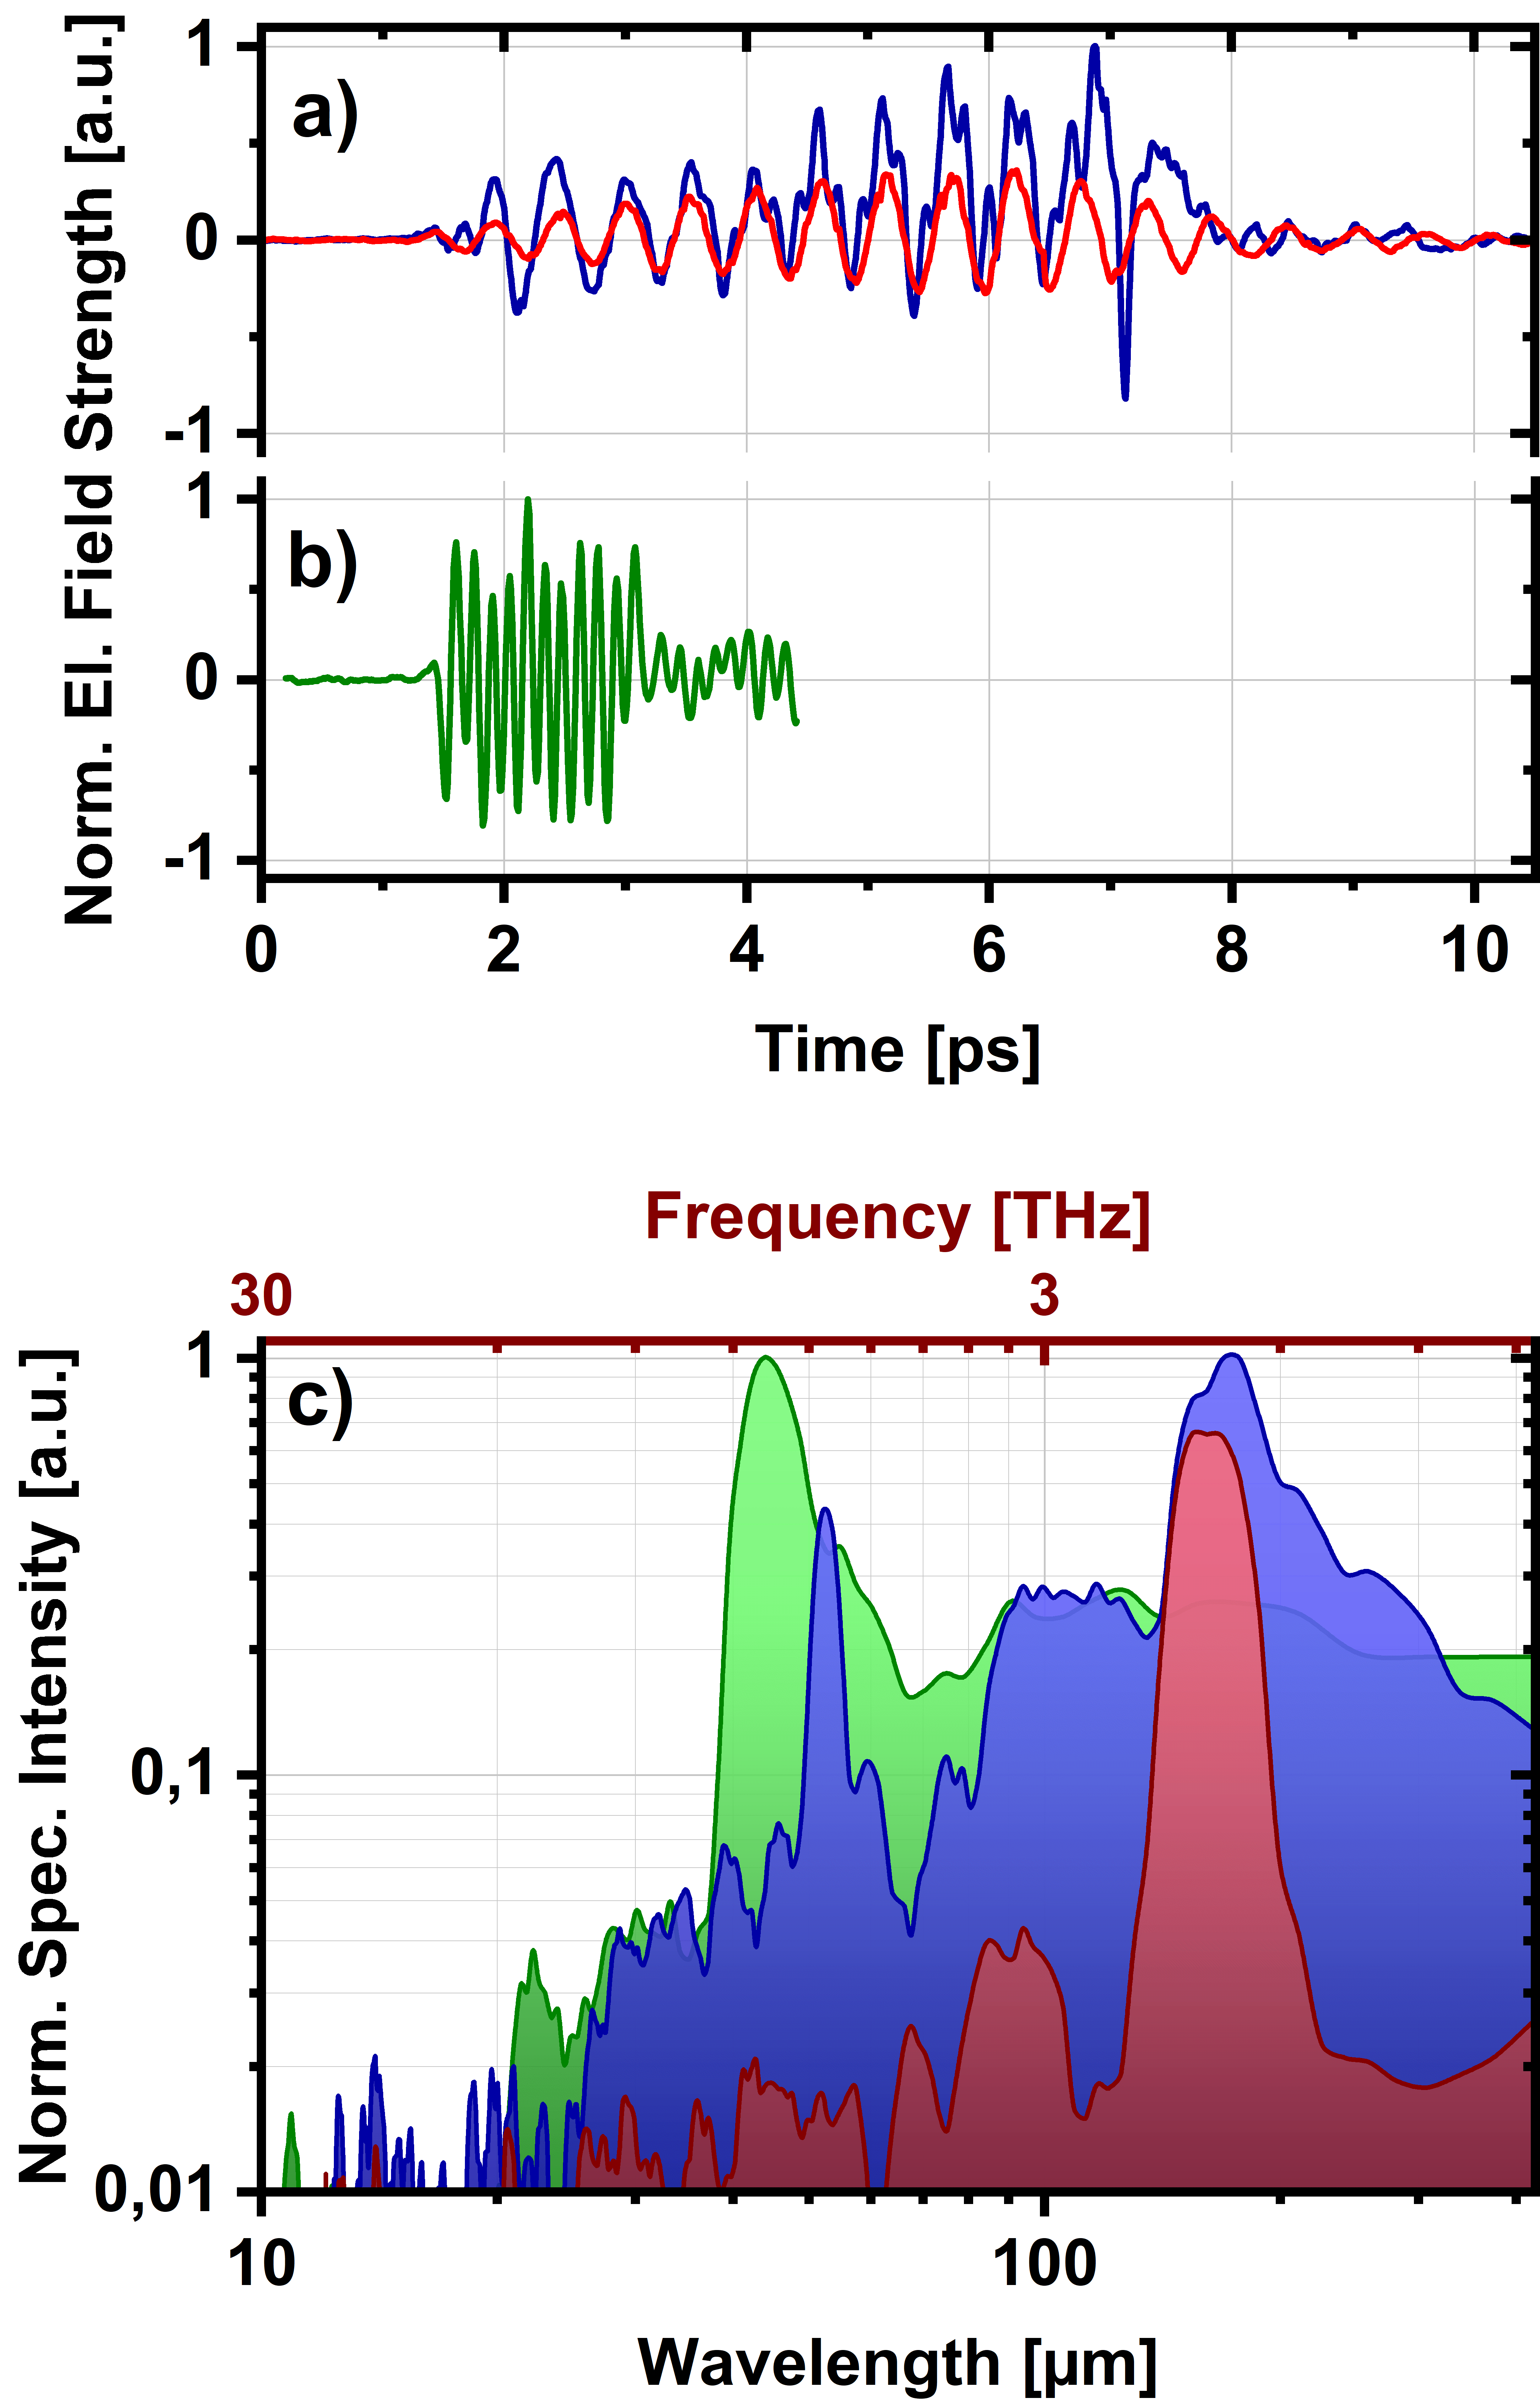 Norm. El. Field Strength [a.u.]
a)
1
0
-1
b)
1
0
-1
0 2 4 6 8 10
Time [ps]
Frequency [THz]
30 3
Norm. Spec. Intensity [a.u.]
c)
1
0,1
0,01
10 100
Wavelength [µm]